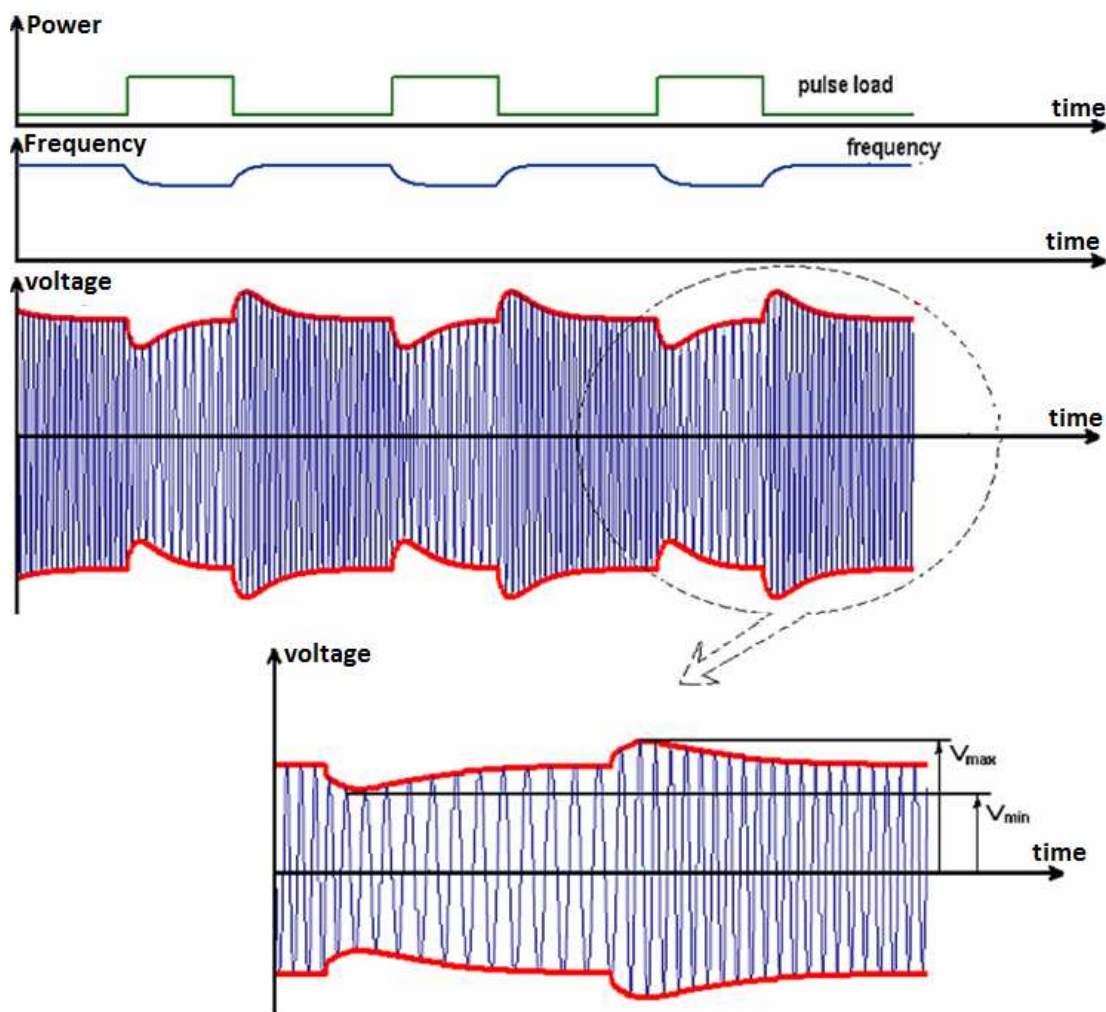 Power
pulse load
time
Frequency
frequency
time
voltage
time
voltage
Vmax
Vmin
time